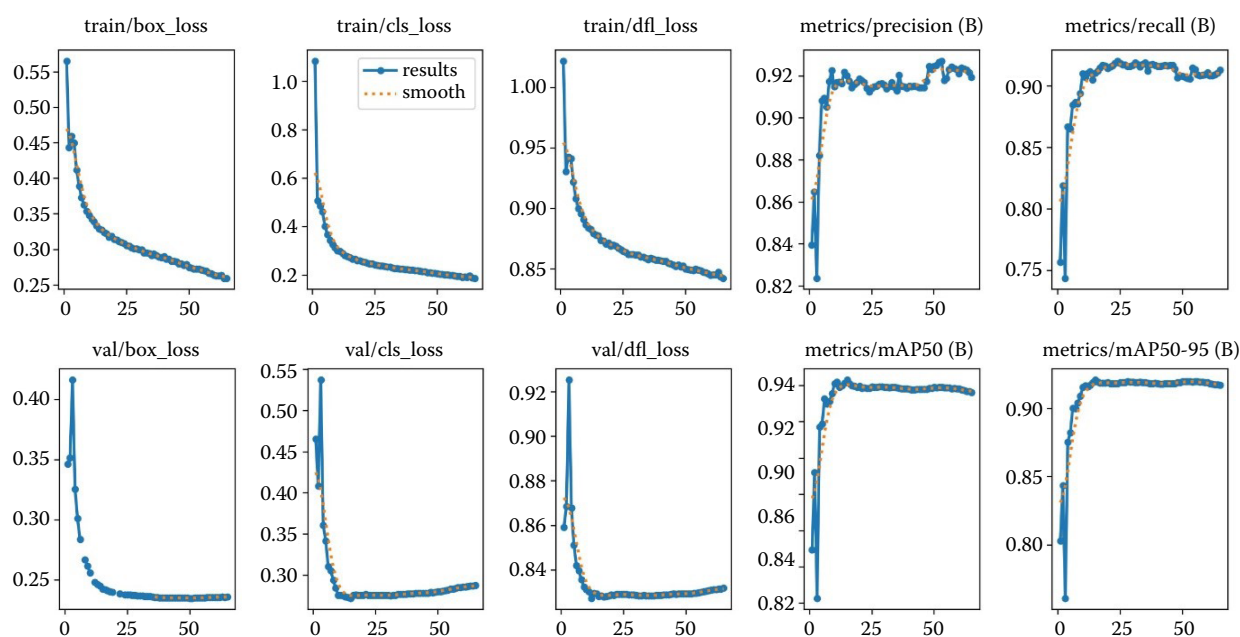 train/box_loss train/cls_loss train/dfl_loss metrics/precision (B) metrics/recall (B)
0.55 0.50 0.45 0.40 0.35 0.30 0.25
0 25 50
1.0 0.8 0.6 0.4 0.2
results
smooth
0 25 50
1.00 0.95 0.90 0.85
0 25 50
0.92 0.90 0.88 0.86 0.84 0.82
0 25 50
0.90 0.85 0.80 0.75
0 25 50
val/box_loss val/cls_loss val/dfl_loss metrics/mAP50 (B) metrics/mAP50-95 (B)
0.40 0.35 0.30 0.25
0 25 50
0.55 0.50 0.45 0.40 0.35 0.30
0 25 50
0.92 0.90 0.88 0.86 0.84
0 25 50
0.94 0.92 0.90 0.86 0.84 0.82
0 25 50
0.90 0.85 0.80
0 25 50